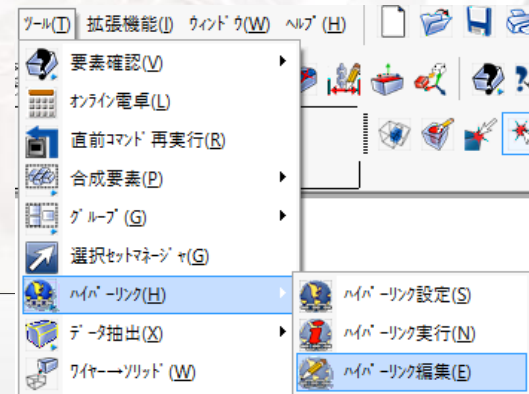 ﾂｰﾙ(T) 拡張機能(I) ｳｨﾝﾄﾞｳ(W) ﾍﾙﾌﾟ(H)
要素確認(V)
ｵﾝﾗｲﾝ電卓(L)
直前ｺﾏﾝﾄﾞ再実行(R)
合成要素(P)
ｸﾞﾙｰﾌﾟ(G)
選択ｾｯﾄﾏﾈｰｼﾞｬ(G)
ﾊｲﾊﾟｰﾘﾝｸ(H)
ﾊｲﾊﾟｰﾘﾝｸ設定(S)
ﾃﾞｰﾀ抽出(X)
ﾊｲﾊﾟｰﾘﾝｸ実行(N)
ﾜｲﾔｰ→ｿﾘｯﾄﾞ(W)
ﾊｲﾊﾟｰﾘﾝｸ編集(E)